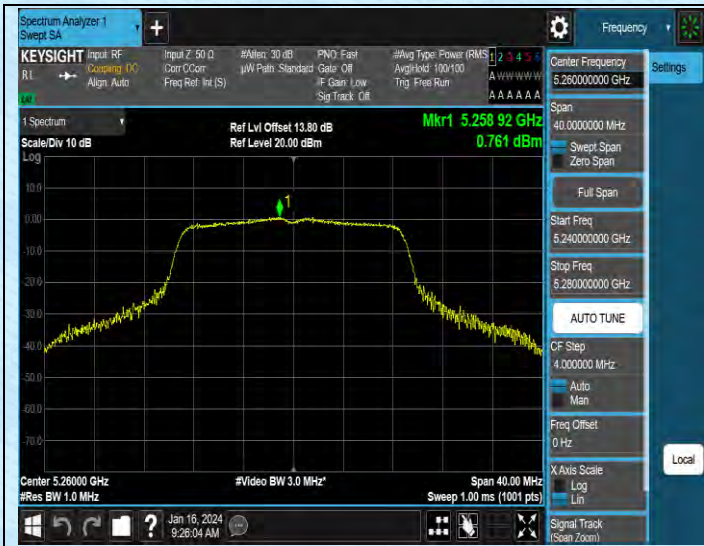 Spectrum Analyzer 1
Swept SA
+
Frequency
KEYSIGHT
Input: RF
Coupling: DC
Align: Auto
Input Z: 50 Ω
Corr CCorr
Freq Ref: Int (S)
#Atten: 30 dB
µW Path: Standard
PNO: Fast
Gate: Off
IF Gain: Low
Sig Track: Off
#Avg Type: Power (RMS
Avg|Hold: 100/100
Trig: Free Run
1 2 3 4 5 6
A W W W W W
A A A A A A
1 Spectrum
Scale/Div 10 dB
Log
Ref Lvl Offset 13.80 dB
Ref Level 20.00 dBm
Mkr1 5.258 92 GHz
0.761 dBm
10.0
0.00
-10.0
-20.0
-30.0
-40.0
-50.0
-60.0
-70.0
1
Center 5.26000 GHz
#Res BW 1.0 MHz
#Video BW 3.0 MHz*
Span 40.00 MHz
Sweep 1.00 ms (1001 pts)
?
Jan 16, 2024
9:26:04 AM
Center Frequency
5.260000000 GHz
Settings
Span
40.0000000 MHz
Swept Span
Zero Span
Full Span
Start Freq
5.240000000 GHz
Stop Freq
5.280000000 GHz
AUTO TUNE
CF Step
4.000000 MHz
Auto
Man
Freq Offset
0 Hz
X Axis Scale
Log
Lin
Local
Signal Track
(Span Zoom)